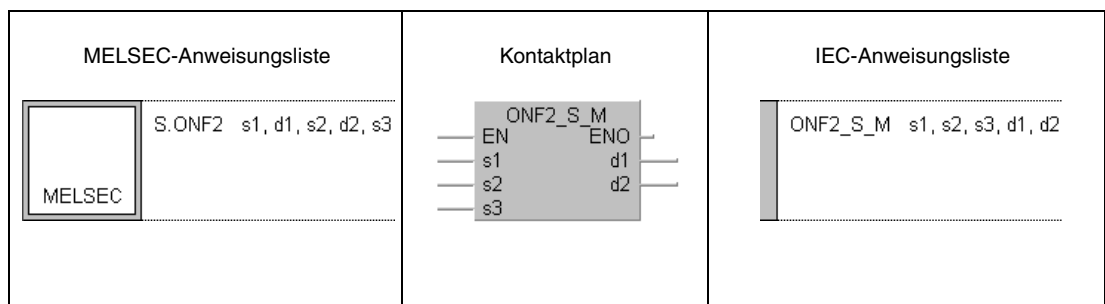 MELSEC-Anweisungsliste
MELSEC
S.ONF2 s1, d1, s2, d2, s3
Kontaktplan
ONF2_S_M
EN ENO
s1 d1
s2 d2
s3
IEC-Anweisungsliste
ONF2_S_M s1, s2, s3, d1, d2